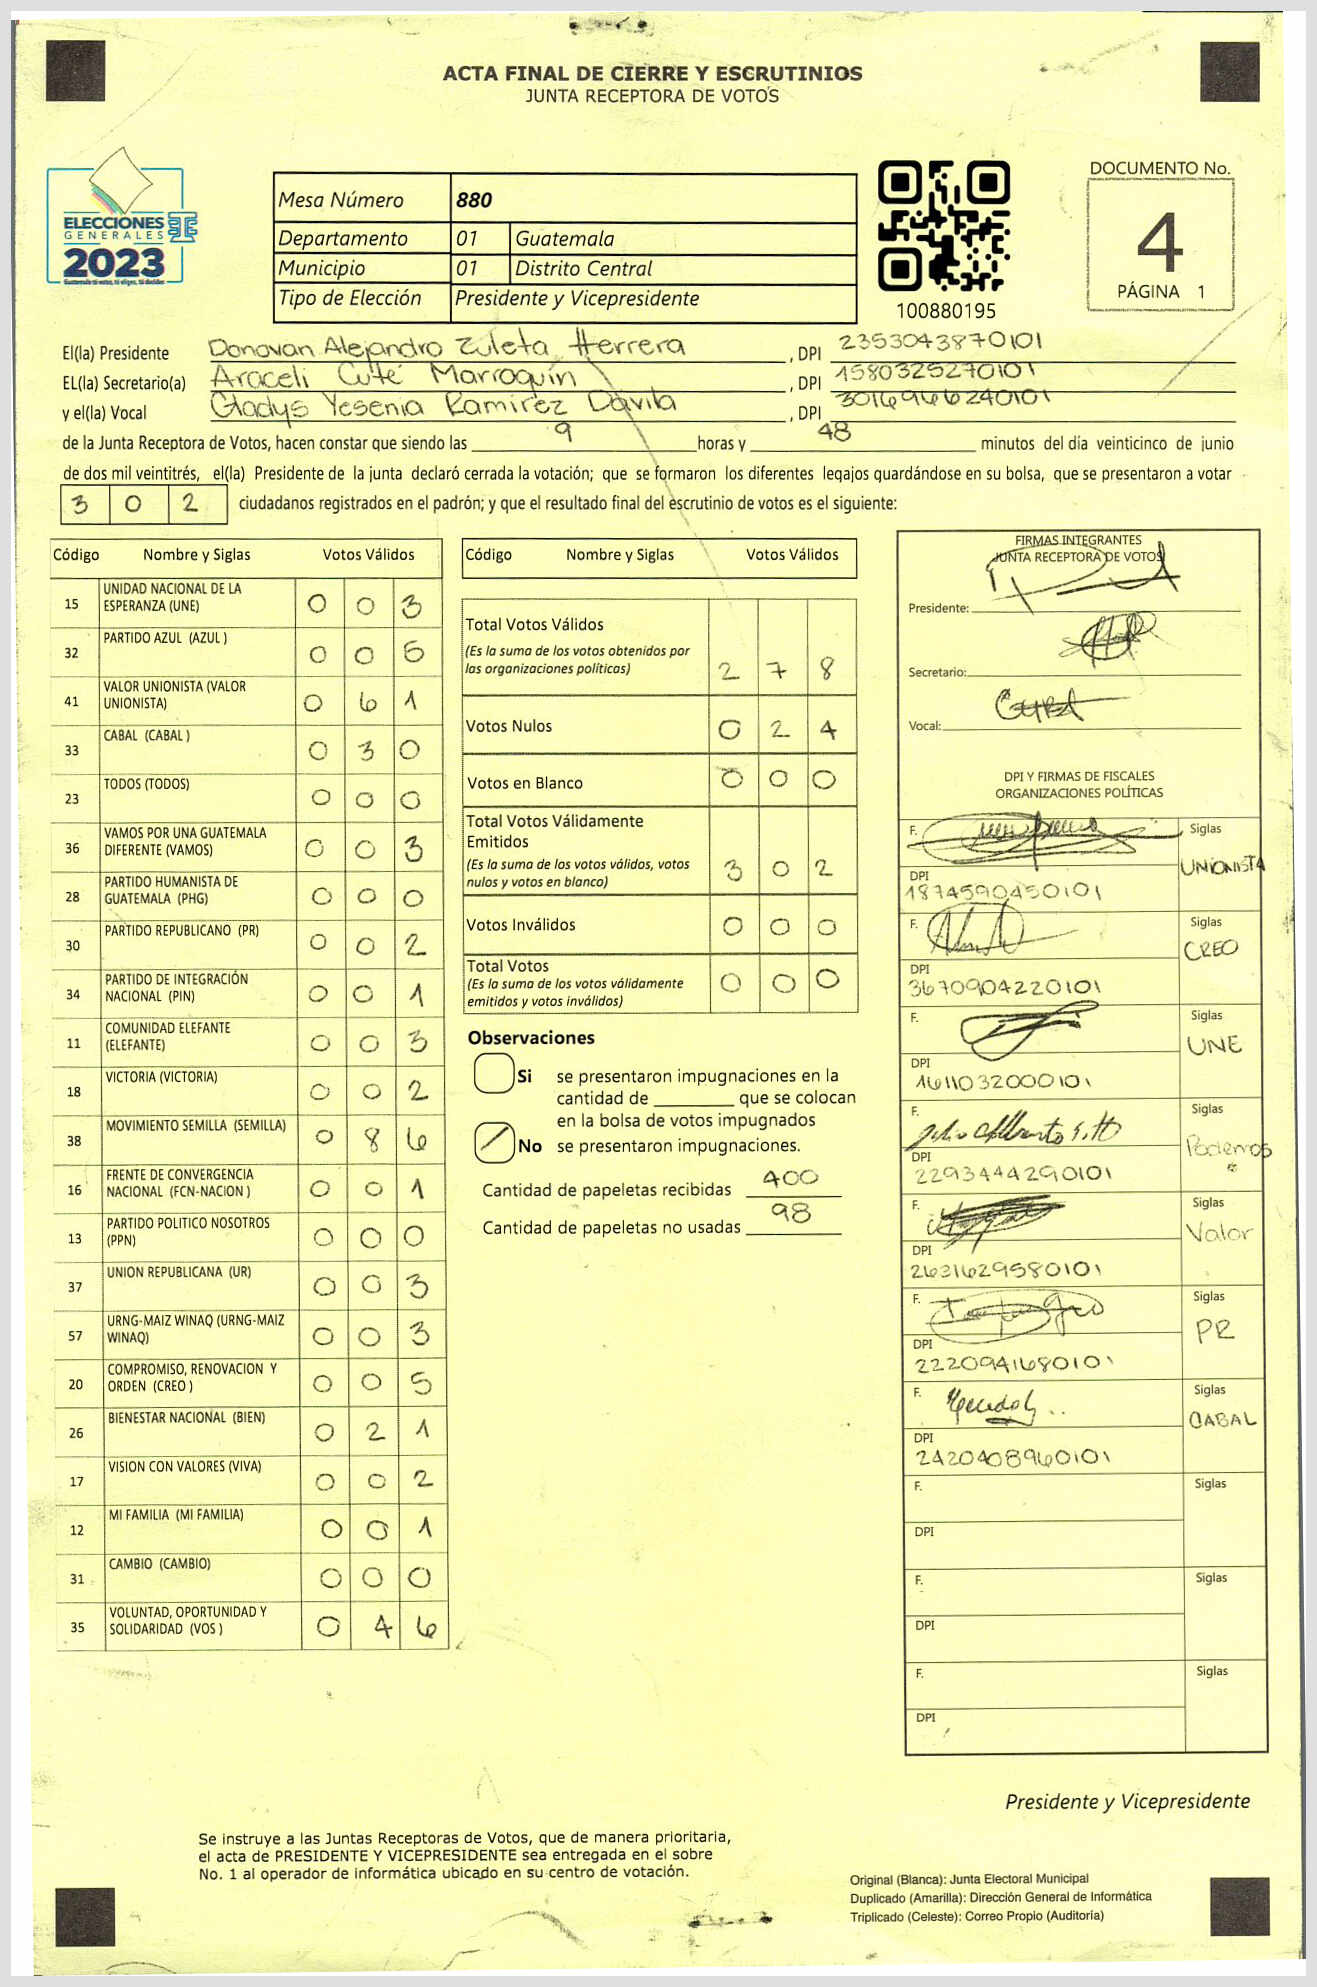 ACTA FINAL DE CIERRE Y ESCRUTINIOS
JUNTA RECEPTORA DE VOTOS
ELECCIONES
GENERALES
2023
Mesa Número 880
Departamento 01 Guatemala
Municipio 01 Distrito Central
Tipo de Elección Presidente y Vicepresidente
100880195
DOCUMENTO No.
4
PÁGINA 1
El(la) Presidente Donovan Alejandro Zuleta Herrera, DPI 2353043870101
EL(la) Secretario(a) Araceli Cuté Marroquín, DPI 1580325270101
y el(la) Vocal Gladys Yesenia Ramírez Dávila, DPI 3016966240101
de la Junta Receptora de Votos, hacen constar que siendo las 9 horas y 48 minutos del día veinticinco de junio
de dos mil veintitrés, el(la) Presidente de la junta declaró cerrada la votación; que se formaron los diferentes legajos guardándose en su bolsa, que se presentaron a votar
302 ciudadanos registrados en el padrón; y que el resultado final del escrutinio de votos es el siguiente:
Código Nombre y Siglas Votos Válidos
15 UNIDAD NACIONAL DE LA ESPERANZA (UNE) 0 0 3
32 PARTIDO AZUL (AZUL ) 0 0 5
41 VALOR UNIONISTA (VALOR UNIONISTA) 0 6 1
33 CABAL (CABAL ) 0 3 0
23 TODOS (TODOS) 0 0 0
36 VAMOS POR UNA GUATEMALA DIFERENTE (VAMOS) 0 0 3
28 PARTIDO HUMANISTA DE GUATEMALA (PHG) 0 0 0
30 PARTIDO REPUBLICANO (PR) 0 0 2
34 PARTIDO DE INTEGRACIÓN NACIONAL (PIN) 0 0 1
11 COMUNIDAD ELEFANTE (ELEFANTE) 0 0 3
18 VICTORIA (VICTORIA) 0 0 2
38 MOVIMIENTO SEMILLA (SEMILLA) 0 8 6
16 FRENTE DE CONVERGENCIA NACIONAL (FCN-NACION ) 0 0 1
13 PARTIDO POLITICO NOSOTROS (PPN) 0 0 0
37 UNION REPUBLICANA (UR) 0 0 3
57 URNG-MAIZ WINAQ (URNG-MAIZ WINAQ) 0 0 3
20 COMPROMISO, RENOVACION Y ORDEN (CREO ) 0 0 5
26 BIENESTAR NACIONAL (BIEN) 0 2 1
17 VISION CON VALORES (VIVA) 0 0 2
12 MI FAMILIA (MI FAMILIA) 0 0 1
31 CAMBIO (CAMBIO) 0 0 0
35 VOLUNTAD, OPORTUNIDAD Y SOLIDARIDAD (VOS ) 0 4 6
Código Nombre y Siglas Votos Válidos
Total Votos Válidos
(Es la suma de los votos obtenidos por
las organizaciones políticas) 2 7 8
Votos Nulos 0 2 4
Votos en Blanco 0 0 0
Total Votos Válidamente
Emitidos
(Es la suma de los votos válidos, votos
nulos y votos en blanco) 3 0 2
Votos Inválidos 0 0 0
Total Votos
(Es la suma de los votos válidamente
emitidos y votos inválidos) 0 0 0
Observaciones
Si se presentaron impugnaciones en la
cantidad de ________ que se colocan
en la bolsa de votos impugnados
No se presentaron impugnaciones.
Cantidad de papeletas recibidas 400
Cantidad de papeletas no usadas 98
FIRMAS INTEGRANTES
JUNTA RECEPTORA DE VOTOS
Presidente:
Secretario:
Vocal:
DPI Y FIRMAS DE FISCALES
ORGANIZACIONES POLÍTICAS
F. Siglas
UNIONISTA
DPI
1874590450101
F. Siglas
CREO
DPI
3670904220101
F. Siglas
UNE
DPI
1611032000101
F. Siglas
Podemos
DPI
2293444290101
F. Siglas
Valor
DPI
2631629580101
F. Siglas
PR
DPI
2220941680101
F. Siglas
CABAL
DPI
2420408960101
F. Siglas
DPI
F. Siglas
DPI
F. Siglas
DPI
Presidente y Vicepresidente
Se instruye a las Juntas Receptoras de Votos, que de manera prioritaria,
el acta de PRESIDENTE Y VICEPRESIDENTE sea entregada en el sobre
No. 1 al operador de informática ubicado en su centro de votación.
Original (Blanca): Junta Electoral Municipal
Duplicado (Amarilla): Dirección General de Informática
Triplicado (Celeste): Correo Propio (Auditoría)